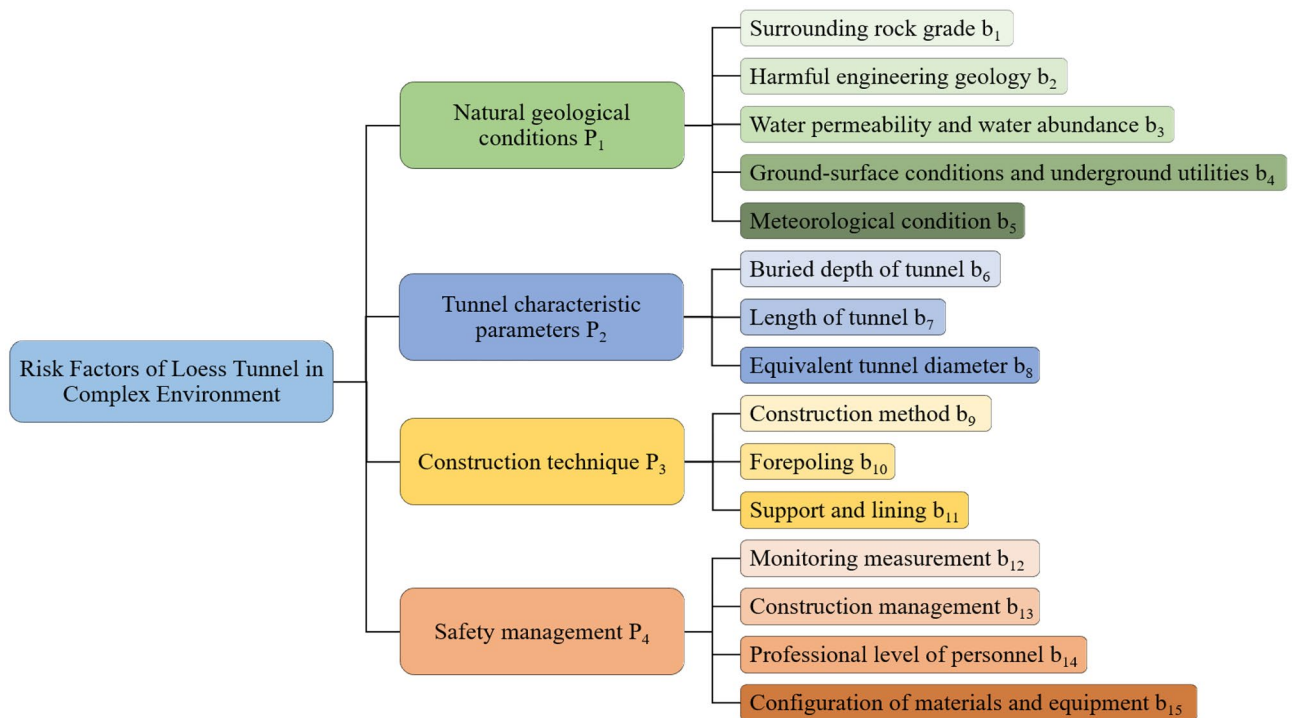 Risk Factors of Loess Tunnel in
Complex Environment
Natural geological
conditions P₁
Surrounding rock grade b₁
Harmful engineering geology b₂
Water permeability and water abundance b₃
Ground-surface conditions and underground utilities b₄
Meteorological condition b₅
Tunnel characteristic
parameters P₂
Buried depth of tunnel b₆
Length of tunnel b₇
Equivalent tunnel diameter b₈
Construction technique P₃
Construction method b₉
Forepoling b₁₀
Support and lining b₁₁
Safety management P₄
Monitoring measurement b₁₂
Construction management b₁₃
Professional level of personnel b₁₄
Configuration of materials and equipment b₁₅